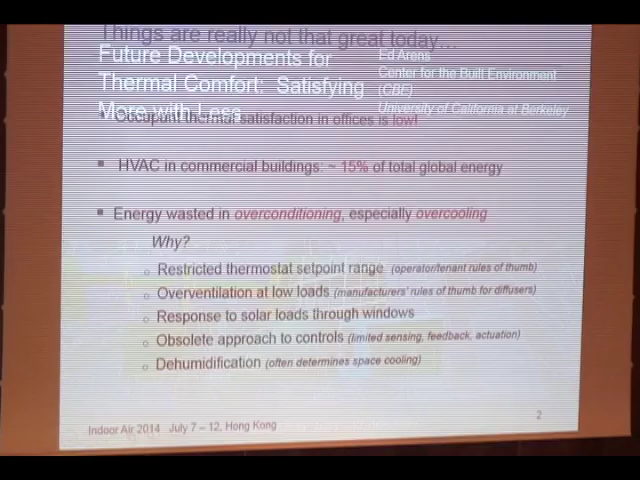 Things are really not that great today…
Future Developments for
Thermal Comfort: Satisfying
More with Less
Ed Arens
Center for the Built Environment
(CBE)
University of California at Berkeley
Occupant thermal satisfaction in offices is low!
HVAC in commercial buildings: ~ 15% of total global energy
Energy wasted in overconditioning, especially overcooling
Why?
Restricted thermostat setpoint range (operator/tenant rules of thumb)
Overventilation at low loads (manufacturers' rules of thumb for diffusers)
Response to solar loads through windows
Obsolete approach to controls (limited sensing, feedback, actuation)
Dehumidification (often determines space cooling)
2
Indoor Air 2014 July 7 – 12, Hong Kong